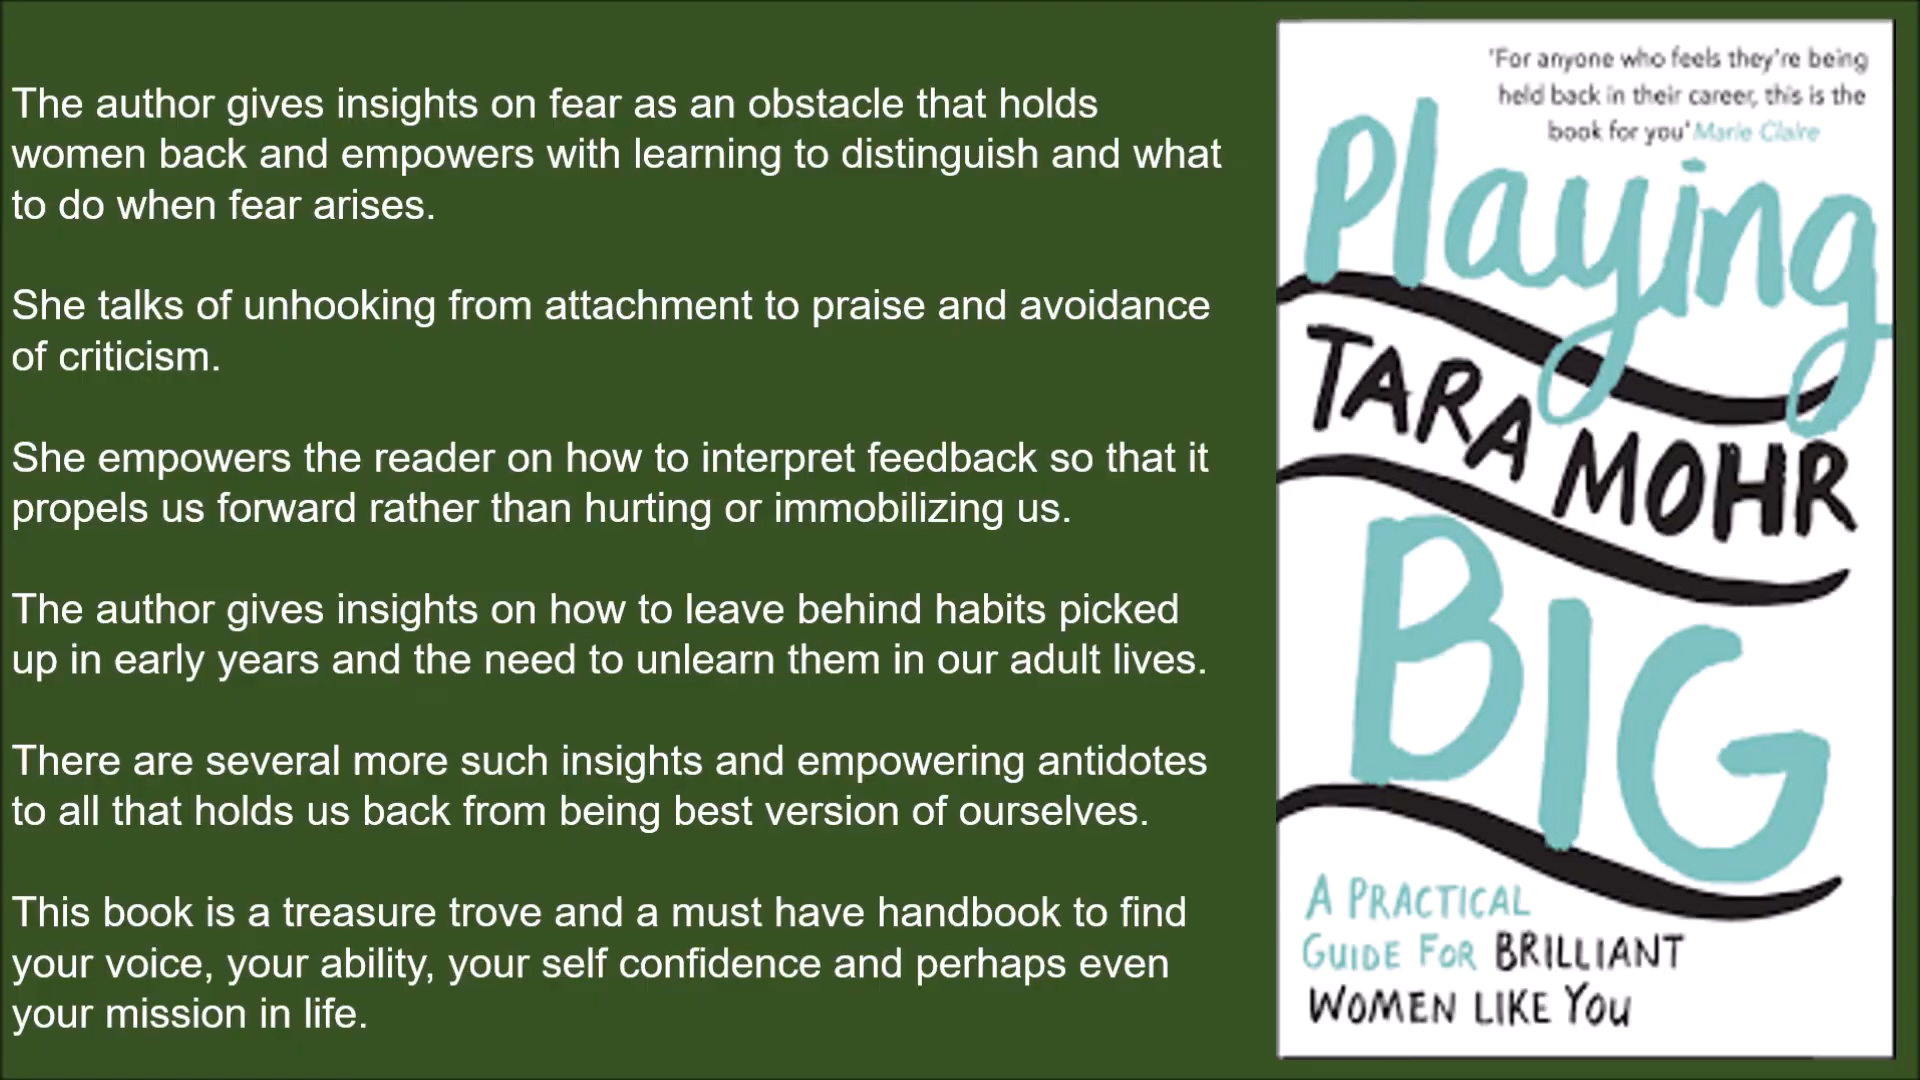 The author gives insights on fear as an obstacle that holds
women back and empowers with learning to distinguish and what
to do when fear arises.
She talks of unhooking from attachment to praise and avoidance
of criticism.
She empowers the reader on how to interpret feedback so that it
propels us forward rather than hurting or immobilizing us.
The author gives insights on how to leave behind habits picked
up in early years and the need to unlearn them in our adult lives.
There are several more such insights and empowering antidotes
to all that holds us back from being best version of ourselves.
This book is a treasure trove and a must have handbook to find
your voice, your ability, your self confidence and perhaps even
your mission in life.
'For anyone who feels they're being
held back in their career, this is the
book for you' Marie Claire
Playing
TARA MOHR
BIG
A PRACTICAL
GUIDE FOR BRILLIANT
WOMEN LIKE YOU